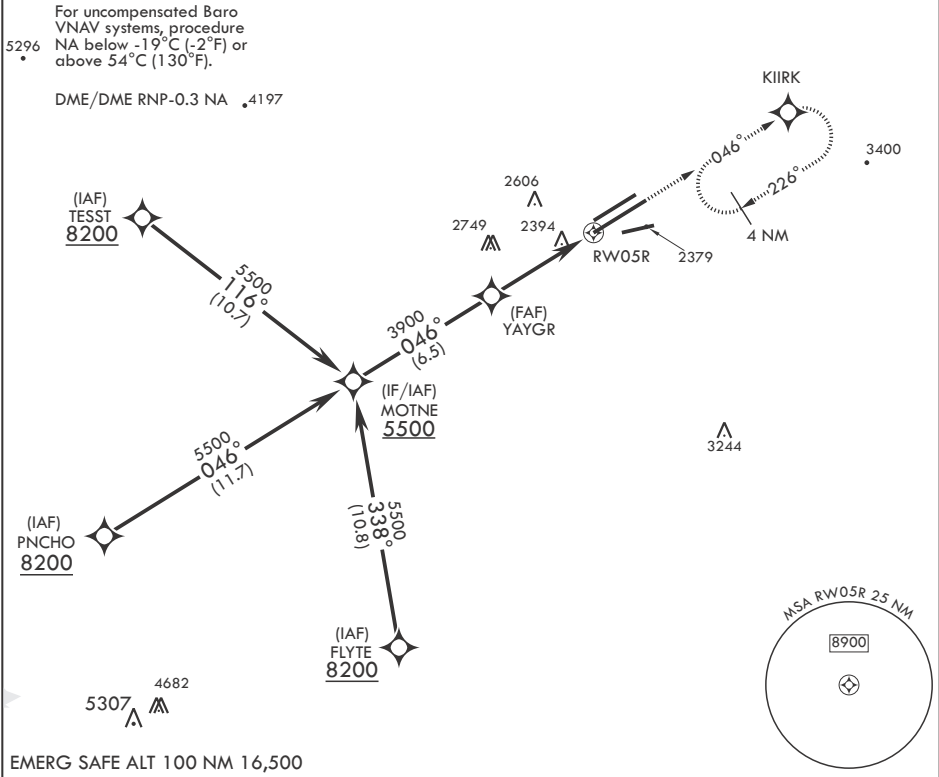 For uncompensated Baro
VNAV systems, procedure
NA below -19°C (-2°F) or
above 54°C (130°F).
5296
DME/DME RNP-0.3 NA
4197
KIIRK
046°
3400
226°
4 NM
(IAF)
TESST
8200
2606
2749
2394
RW05R
2379
5500
116°
(10.7)
(FAF)
YAYGR
3900
046°
(6.5)
(IF/IAF)
MOTNE
5500
3244
5500
046°
(11.7)
5500
338°
(10.8)
(IAF)
PNCHO
8200
(IAF)
FLYTE
8200
MSA RW05R 25 NM
8900
4682
5307
EMERG SAFE ALT 100 NM 16,500